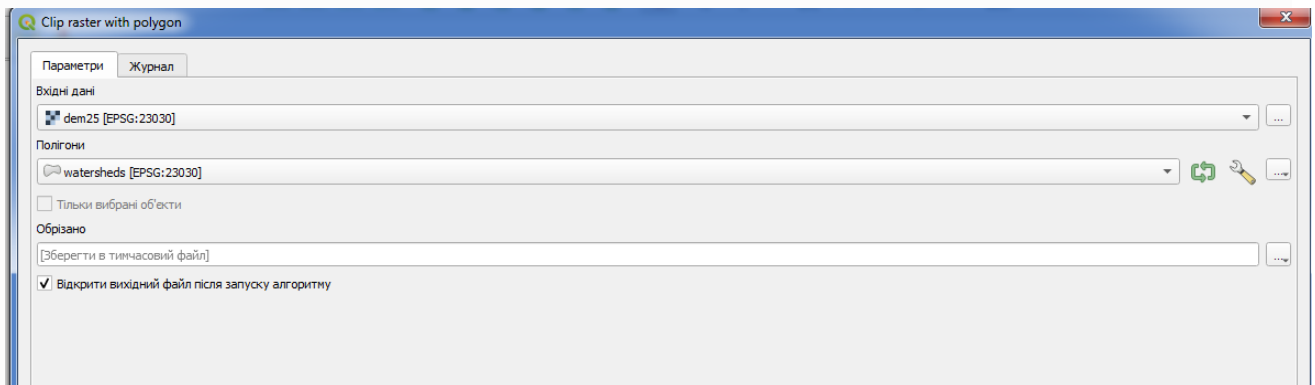 Clip raster with polygon
Параметри Журнал
Вхідні дані
dem25 [EPSG:23030]
...
Полігони
watersheds [EPSG:23030]
...
Тільки вибрані об'єкти
Обрізано
[Зберегти в тимчасовий файл]
...
Відкрити вихідний файл після запуску алгоритму